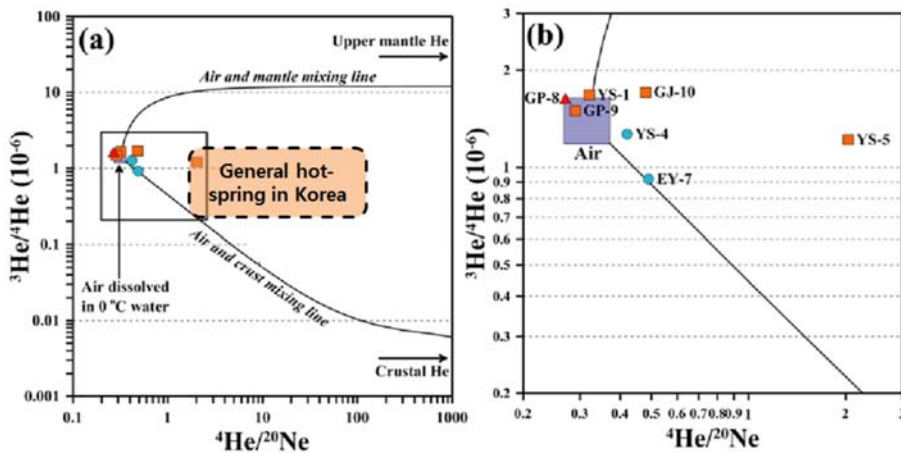 (a)
Upper mantle He
Air and mantle mixing line
General hot-
spring in Korea
Air and crust mixing line
Air dissolved
in 0 °C water
Crustal He
³He/⁴He (10⁻⁶)
100
10
1
0.1
0.01
0.001
0.1 1 10 100 1000
⁴He/²⁰Ne
(b)
GP-8
YS-1
GJ-10
GP-9
Air
YS-4
YS-5
EY-7
³He/⁴He (10⁻⁶)
3
2
1
0.9
0.8
0.7
0.6
0.5
0.4
0.3
0.2
0.2 0.3 0.4 0.5 0.6 0.7 0.8 0.9 1 2 3
⁴He/²⁰Ne